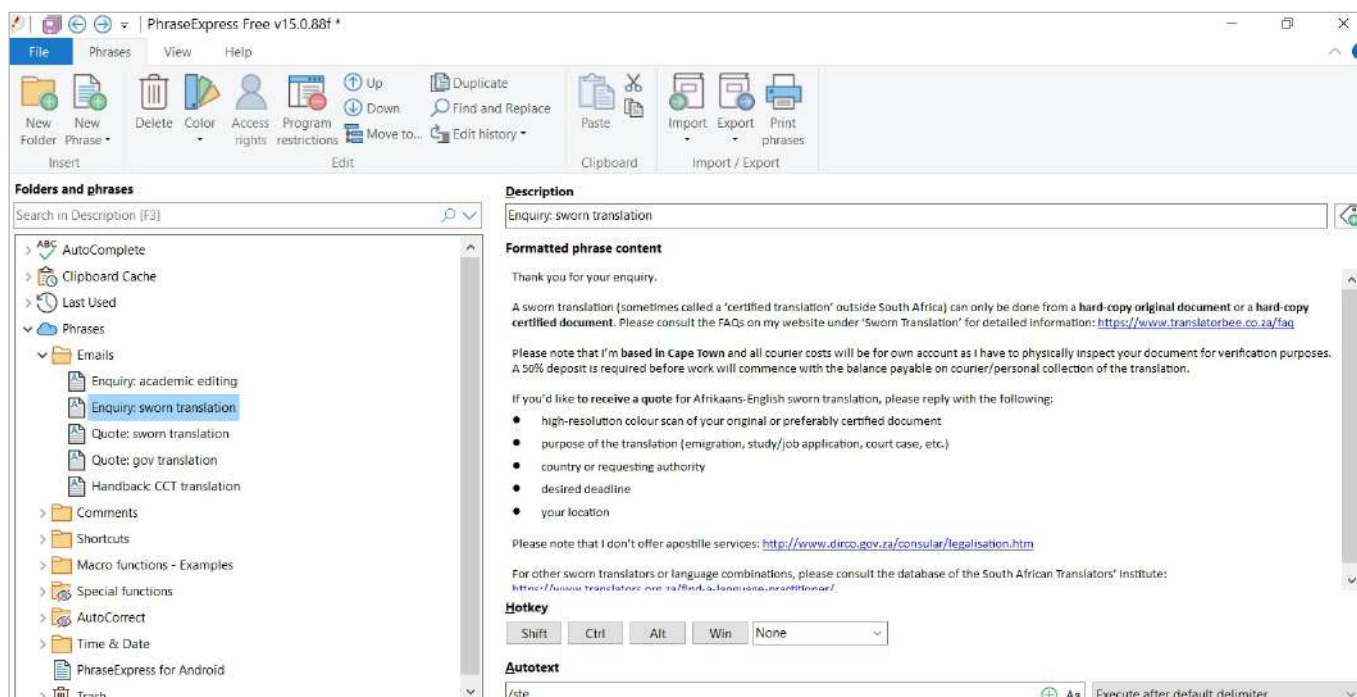 PhraseExpress Free v15.0.88f *
File Phrases View Help
New Folder
New Phrase
Delete
Color
Access rights
Program restrictions
Up
Down
Move to...
Duplicate
Find and Replace
Edit history
Paste
Import
Export
Print phrases
Insert Edit Clipboard Import / Export
Folders and phrases
Search in Description [F3]
ABC AutoComplete
Clipboard Cache
Last Used
Phrases
Emails
Enquiry: academic editing
Enquiry: sworn translation
Quote: sworn translation
Quote: gov translation
Handback: CCT translation
Comments
Shortcuts
Macro functions - Examples
Special functions
AutoCorrect
Time & Date
PhraseExpress for Android
Trash
Description
Enquiry: sworn translation
Formatted phrase content
Thank you for your enquiry.
A sworn translation (sometimes called a ‘certified translation’ outside South Africa) can only be done from a hard-copy original document or a hard-copy
certified document. Please consult the FAQs on my website under ‘Sworn Translation’ for detailed information: https://www.translatorbee.co.za/faq
Please note that I’m based in Cape Town and all courier costs will be for own account as I have to physically inspect your document for verification purposes.
A 50% deposit is required before work will commence with the balance payable on courier/personal collection of the translation.
If you’d like to receive a quote for Afrikaans-English sworn translation, please reply with the following:
● high-resolution colour scan of your original or preferably certified document
● purpose of the translation (emigration, study/job application, court case, etc.)
● country or requesting authority
● desired deadline
● your location
Please note that I don’t offer apostille services: http://www.dirco.gov.za/consular/legalisation.htm
For other sworn translators or language combinations, please consult the database of the South African Translators’ Institute:
https://www.translators.org.za/find-a-language-practitioner/
Hotkey
Shift Ctrl Alt Win None
Autotext
/ste Aa Execute after default delimiter